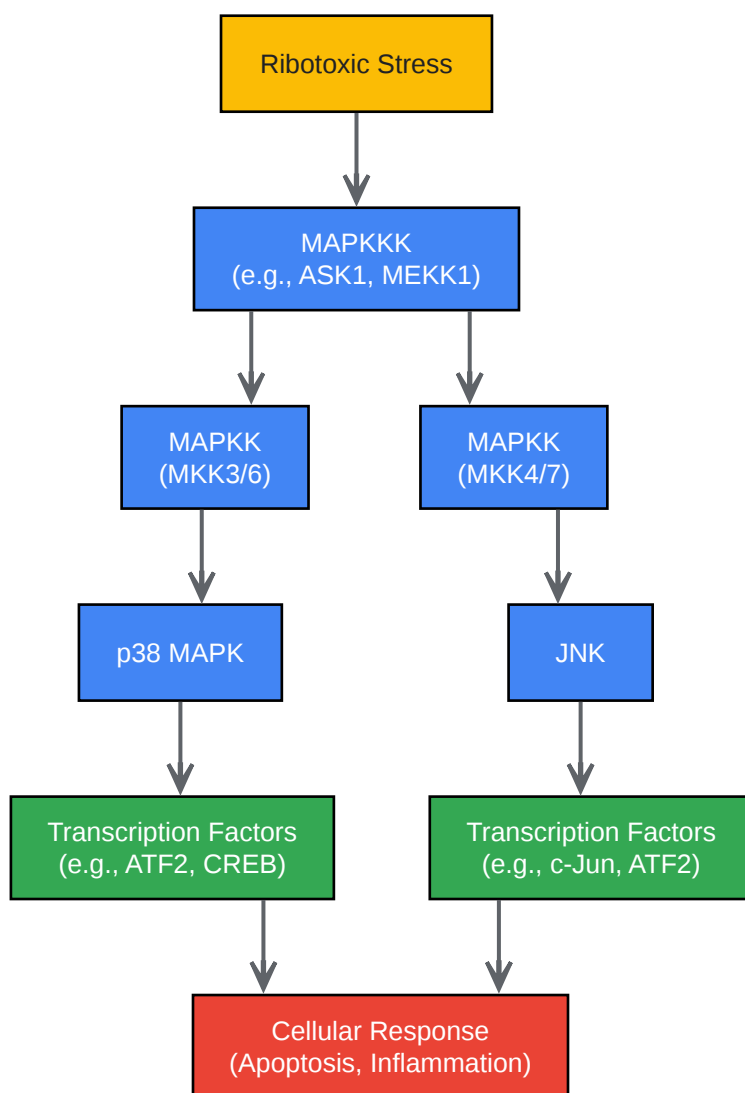 Ribotoxic Stress
MAPKKK
(e.g., ASK1, MEKK1)
MAPKK
(MKK3/6)
MAPKK
(MKK4/7)
p38 MAPK
JNK
Transcription Factors
(e.g., ATF2, CREB)
Transcription Factors
(e.g., c-Jun, ATF2)
Cellular Response
(Apoptosis, Inflammation)